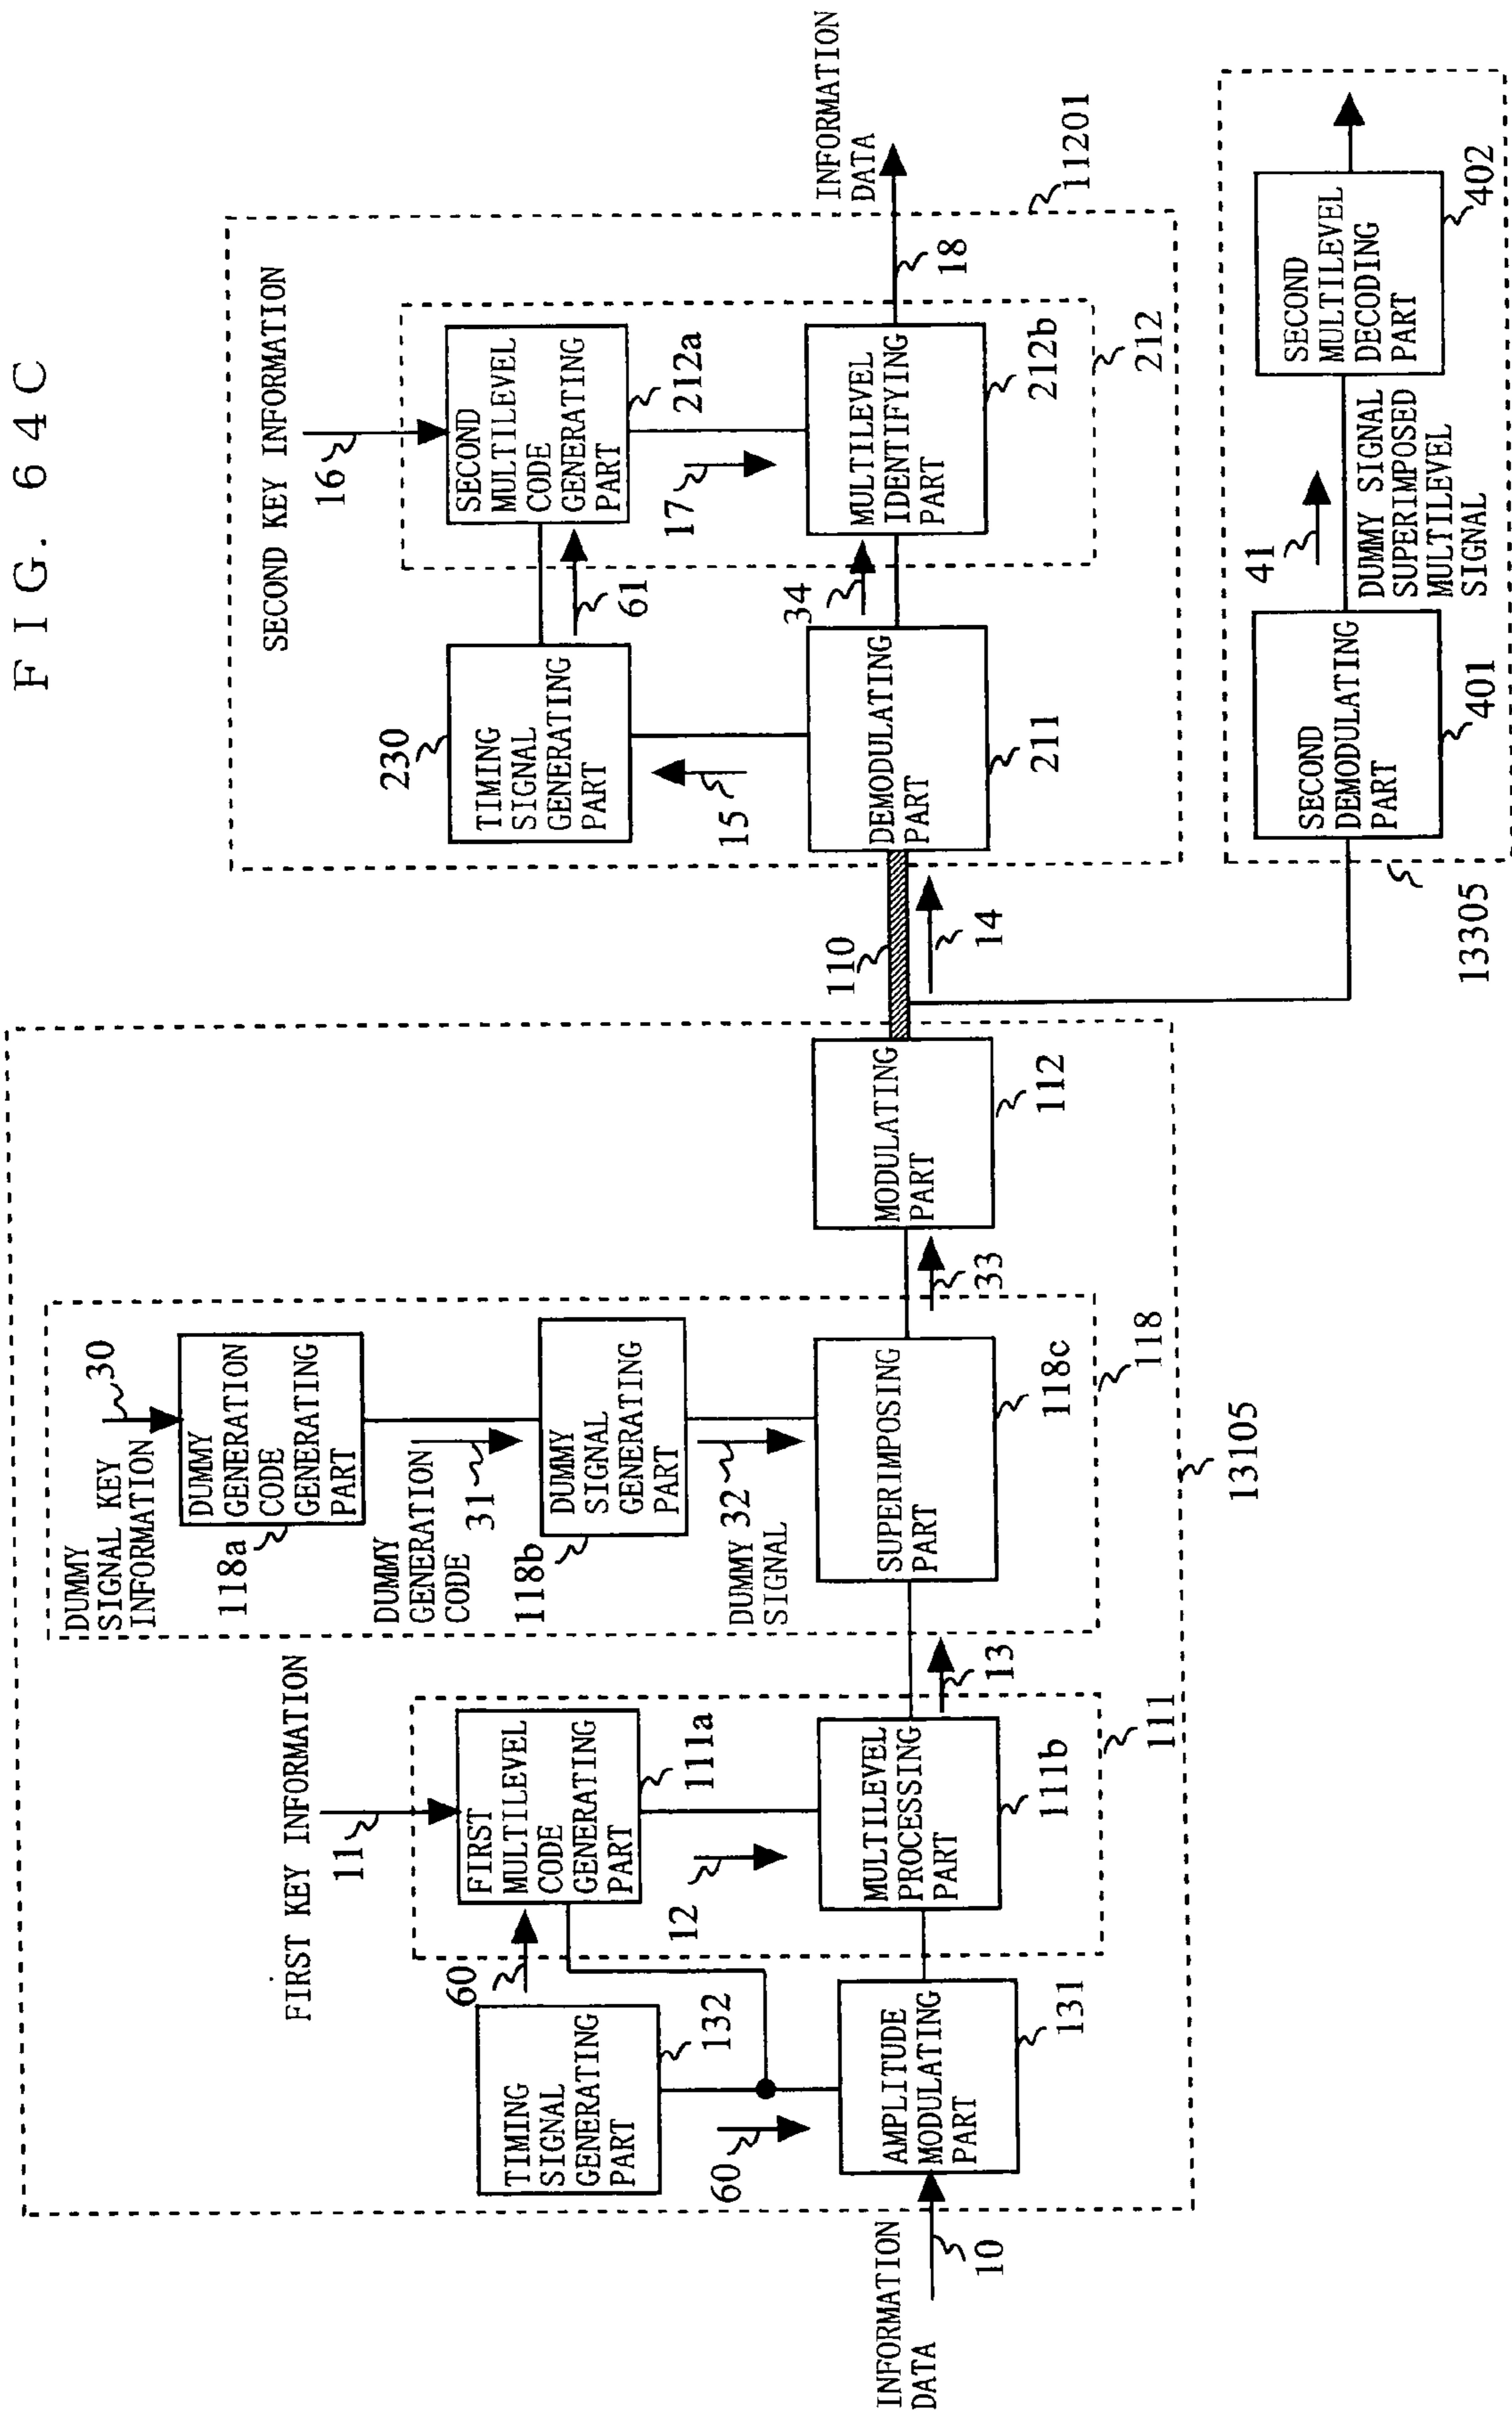 FIG. 64C
INFORMATION
DATA
10
TIMING
SIGNAL
GENERATING
PART
132
60
60
AMPLITUDE
MODULATING
PART
131
FIRST KEY INFORMATION
11
FIRST
MULTILEVEL
CODE
GENERATING
PART
111a
12
MULTILEVEL
PROCESSING
PART
111b
111
13
DUMMY
SIGNAL KEY
INFORMATION
30
DUMMY
GENERATION
CODE
GENERATING
PART
118a
DUMMY
GENERATION
CODE
31
DUMMY
SIGNAL
GENERATING
PART
118b
DUMMY 32
SIGNAL
SUPERIMPOSING
PART
118c
118
33
MODULATING
PART
112
13105
110
14
SECOND KEY INFORMATION
16
TIMING
SIGNAL
GENERATING
PART
230
61
15
DEMODULATING
PART
211
34
SECOND
MULTILEVEL
CODE
GENERATING
PART
212a
17
MULTILEVEL
IDENTIFYING
PART
212b
212
18
INFORMATION
DATA
11201
SECOND
DEMODULATING
PART
401
41
DUMMY SIGNAL
SUPERIMPOSED
MULTILEVEL
SIGNAL
SECOND
MULTILEVEL
DECODING
PART
402
13305